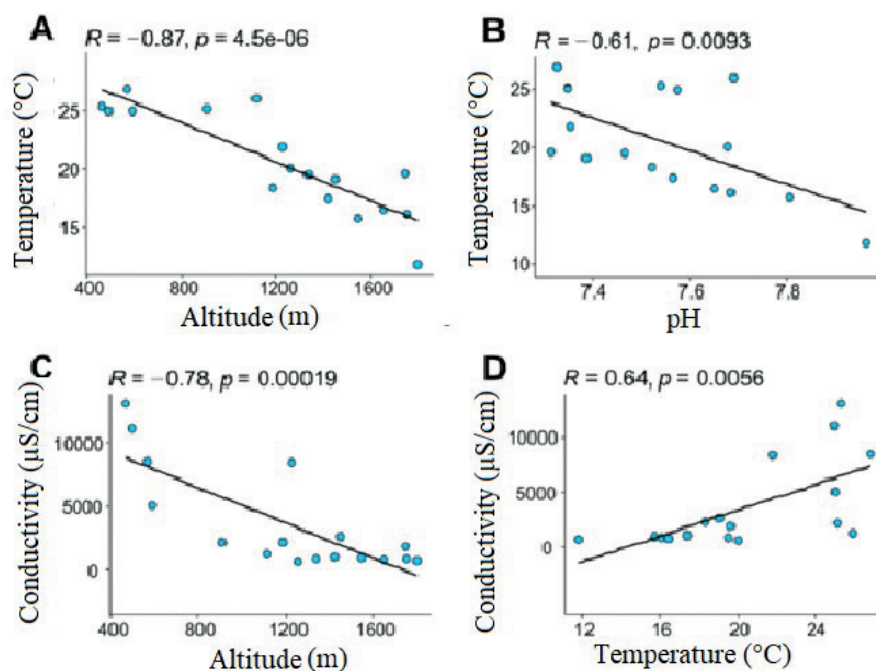 A
R = -0.87, p = 4.5e-06
Temperature (°C)
25
20
15
400
800
1200
1600
Altitude (m)
B
R = -0.61, p= 0.0093
Temperature (°C)
25
20
15
10
7.4
7.6
7.8
pH
C
R = -0.78, p = 0.00019
Conductivity (µS/cm)
10000
5000
0
400
800
1200
1600
Altitude (m)
D
R = 0.64, p = 0.0056
Conductivity (µS/cm)
10000
5000
0
12
16
20
24
Temperature (°C)